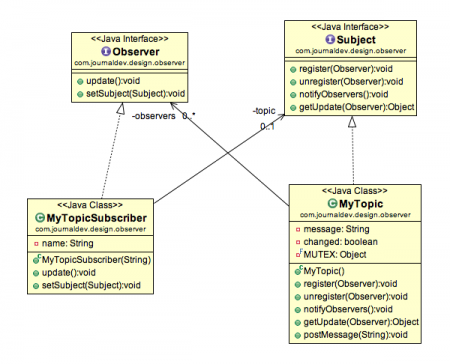 <<Java Interface>>
Observer
com.journaldev.design.observer
update():void
setSubject(Subject):void
<<Java Interface>>
Subject
com.journaldev.design.observer
register(Observer):void
unregister(Observer):void
notifyObservers():void
getUpdate(Observer):Object
-observers
0..*
-topic
0..1
<<Java Class>>
MyTopicSubscriber
com.journaldev.design.observer
name: String
MyTopicSubscriber(String)
update():void
setSubject(Subject):void
<<Java Class>>
MyTopic
com.journaldev.design.observer
message: String
changed: boolean
MUTEX: Object
MyTopic()
register(Observer):void
unregister(Observer):void
notifyObservers():void
getUpdate(Observer):Object
postMessage(String):void